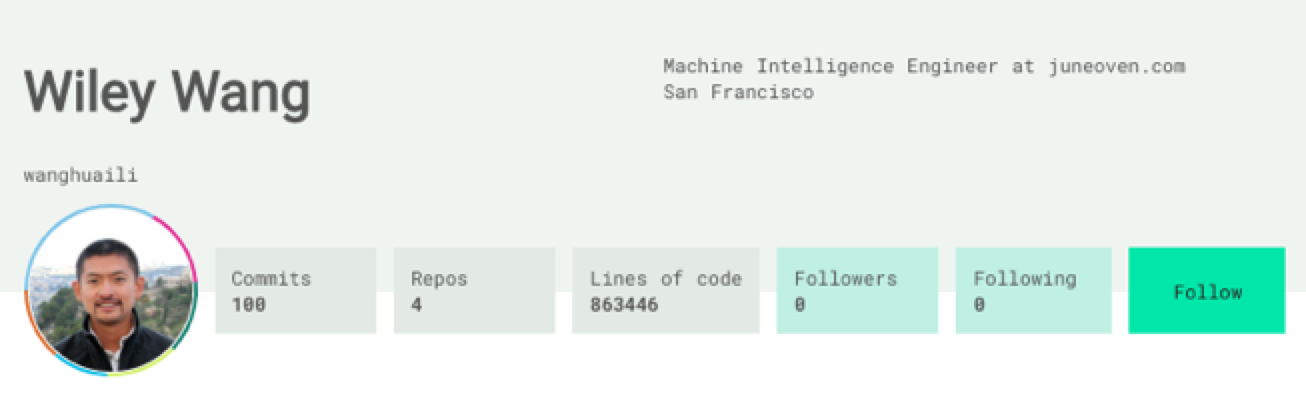 Wiley Wang
Machine Intelligence Engineer at juneoven.com
San Francisco
wanghuaili
Commits
100
Repos
4
Lines of code
863446
Followers
0
Following
0
Follow